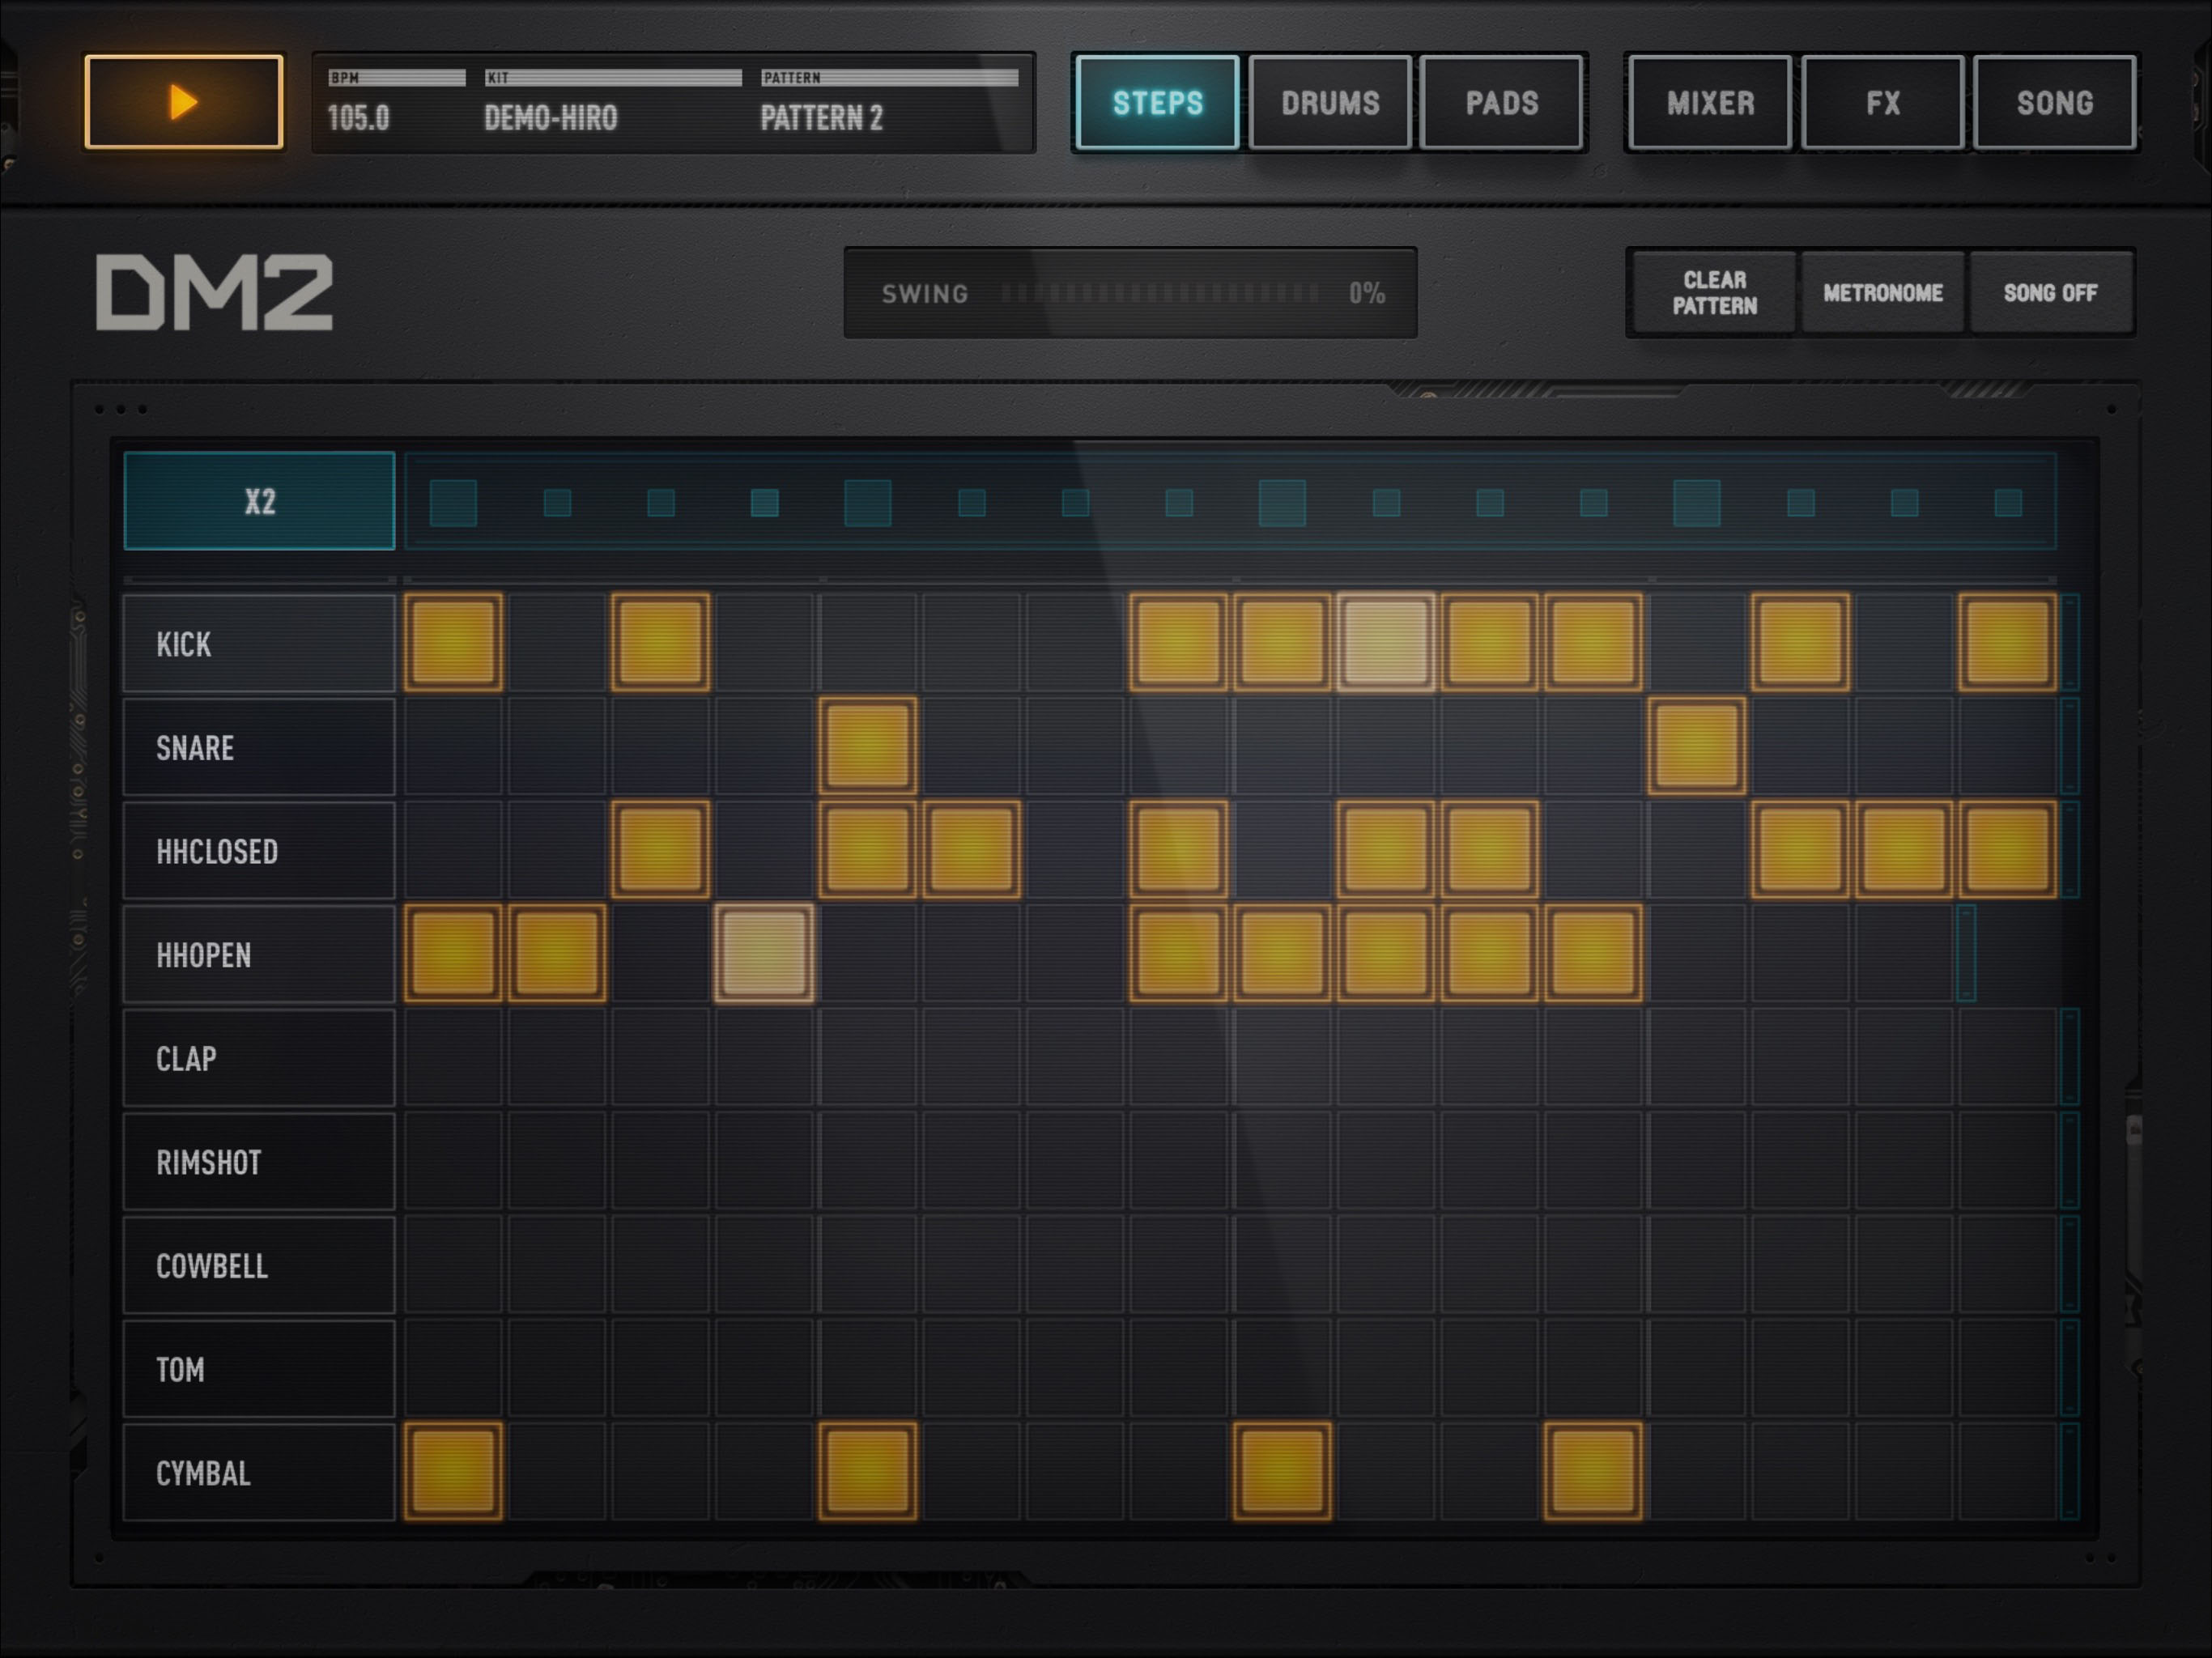 BPM
KIT
PATTERN
105.0
DEMO-HIRO
PATTERN 2
STEPS
DRUMS
PADS
MIXER
FX
SONG
DM2
SWING
0%
CLEAR
PATTERN
METRONOME
SONG OFF
X2
KICK
SNARE
HHCLOSED
HHOPEN
CLAP
RIMSHOT
COWBELL
TOM
CYMBAL